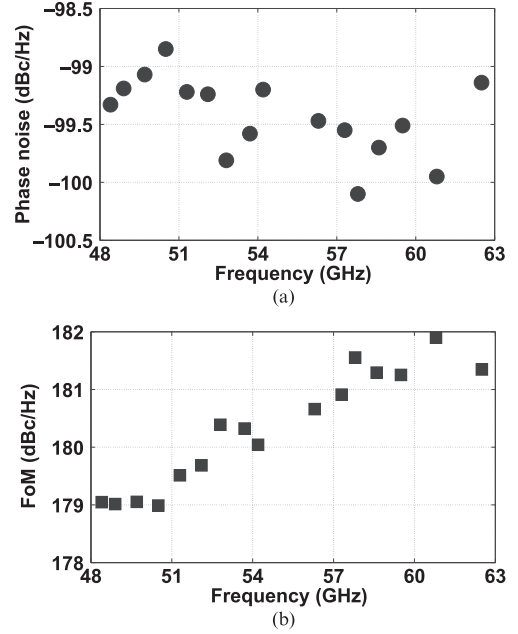 −98.5
−99
−99.5
−100
−100.5
Phase noise (dBc/Hz)
48 51 54 57 60 63
Frequency (GHz)
(a)
182
181
180
179
178
FoM (dBc/Hz)
48 51 54 57 60 63
Frequency (GHz)
(b)